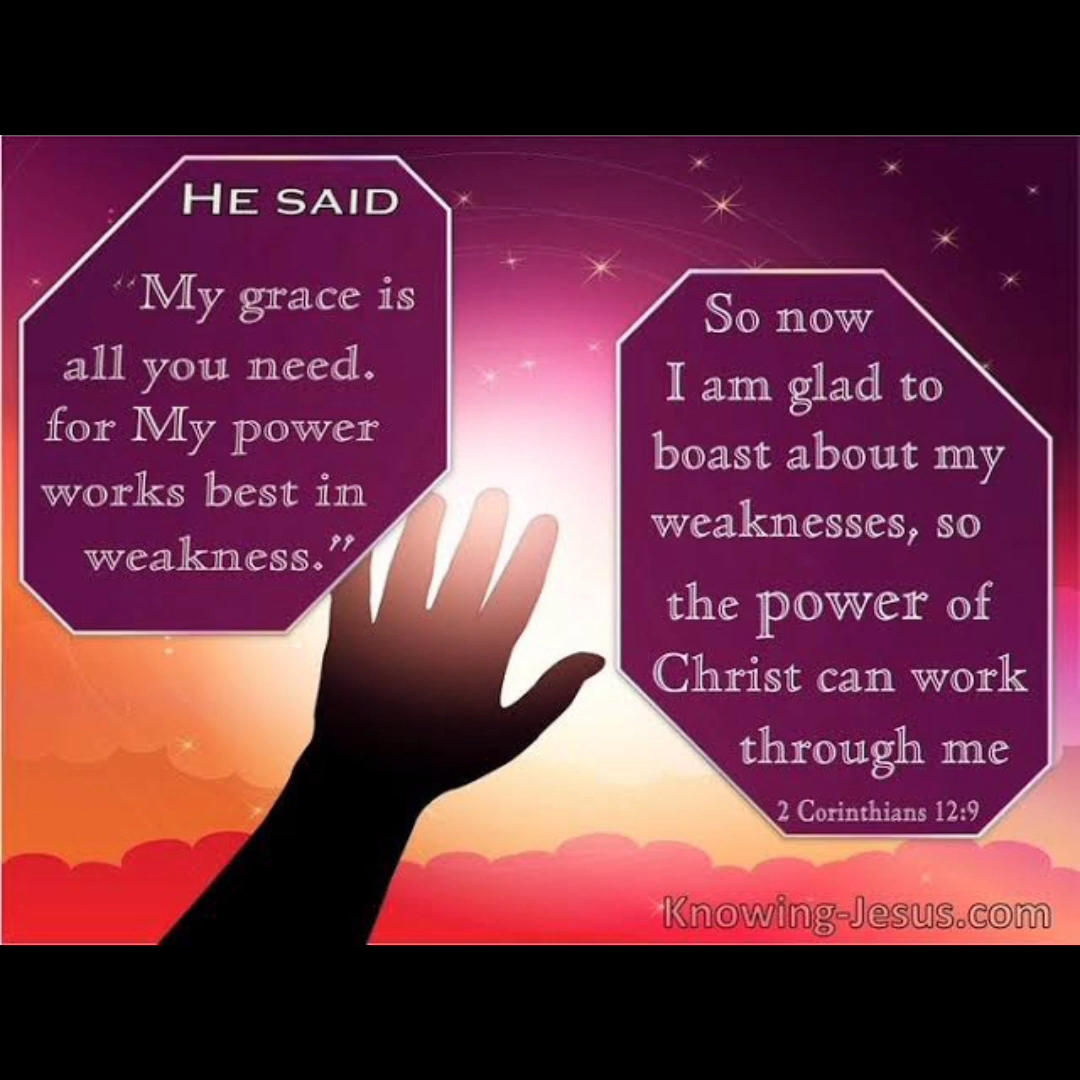 HE SAID
“My grace is
all you need.
for My power
works best in
weakness.”
So now
I am glad to
boast about my
weaknesses, so
the power of
Christ can work
through me
2 Corinthians 12:9
Knowing-Jesus.com